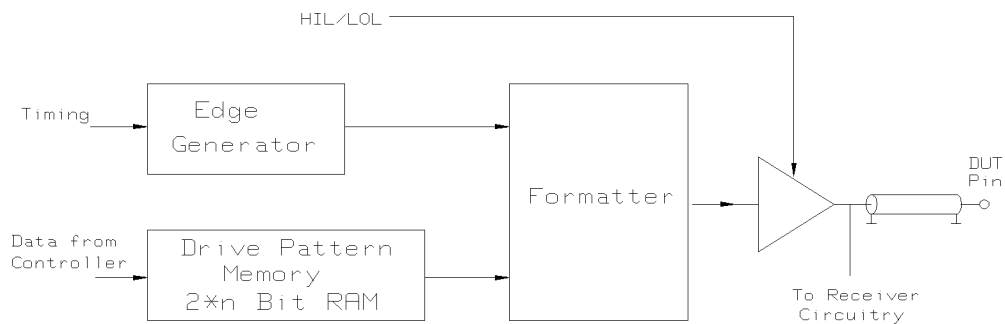 HIL/LOL
Timing
Edge
Generator
Formatter
DUT
Pin
Data from
Controller
Drive Pattern
Memory
2*n Bit RAM
To Receiver
Circuitry